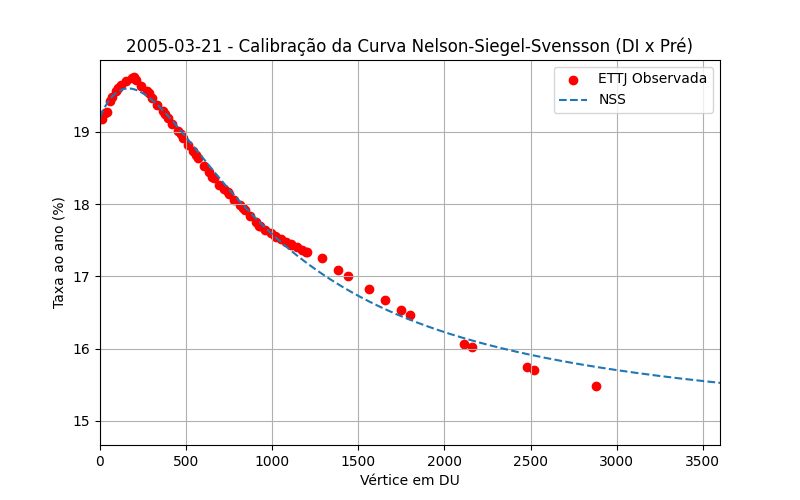 2005-03-21 - Calibração da Curva Nelson-Siegel-Svensson (DI x Pré)
ETTJ Observada
NSS
Taxa ao ano (%)
19
18
17
16
15
0 500 1000 1500 2000 2500 3000 3500
Vértice em DU